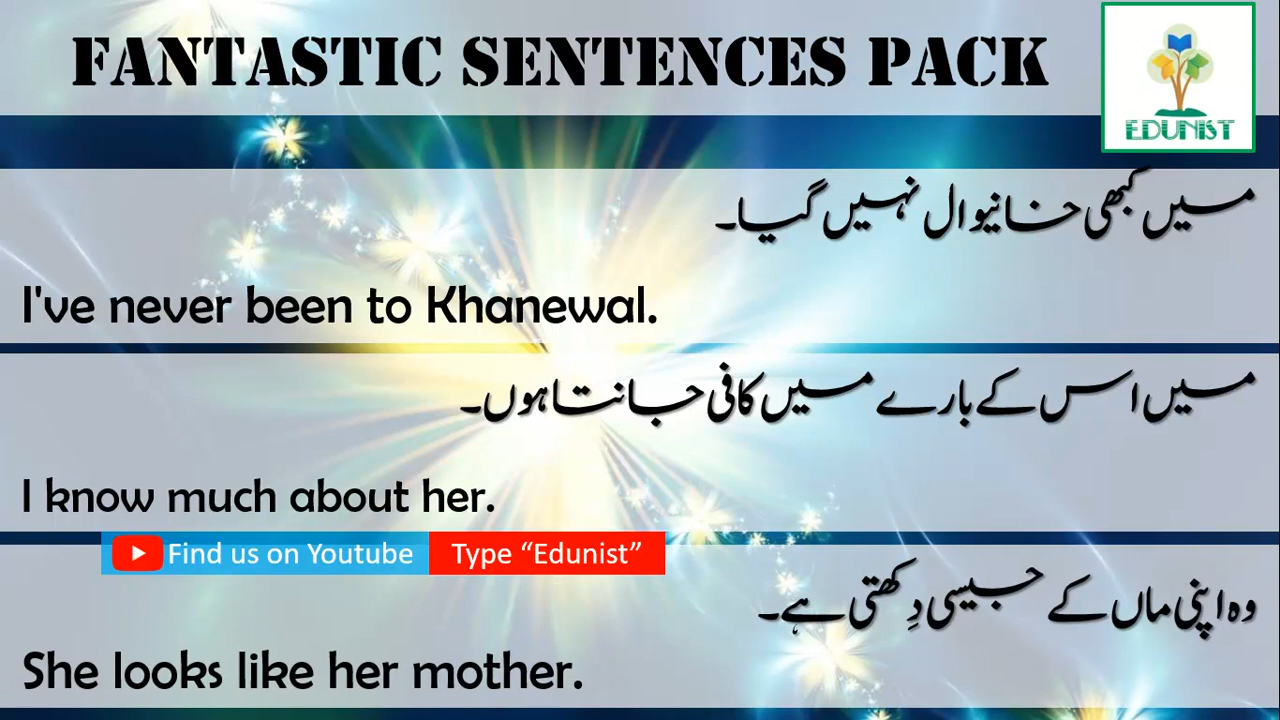 FANTASTIC SENTENCES PACK
EDUNIST
میں کبھی خانیوال نہیں گیا۔
I've never been to Khanewal.
میں اس کے بارے میں کافی جانتا ہوں۔
I know much about her.
Find us on Youtube Type “Edunist”
وہ اپنی ماں کے جیسی دِکھتی ہے۔
She looks like her mother.